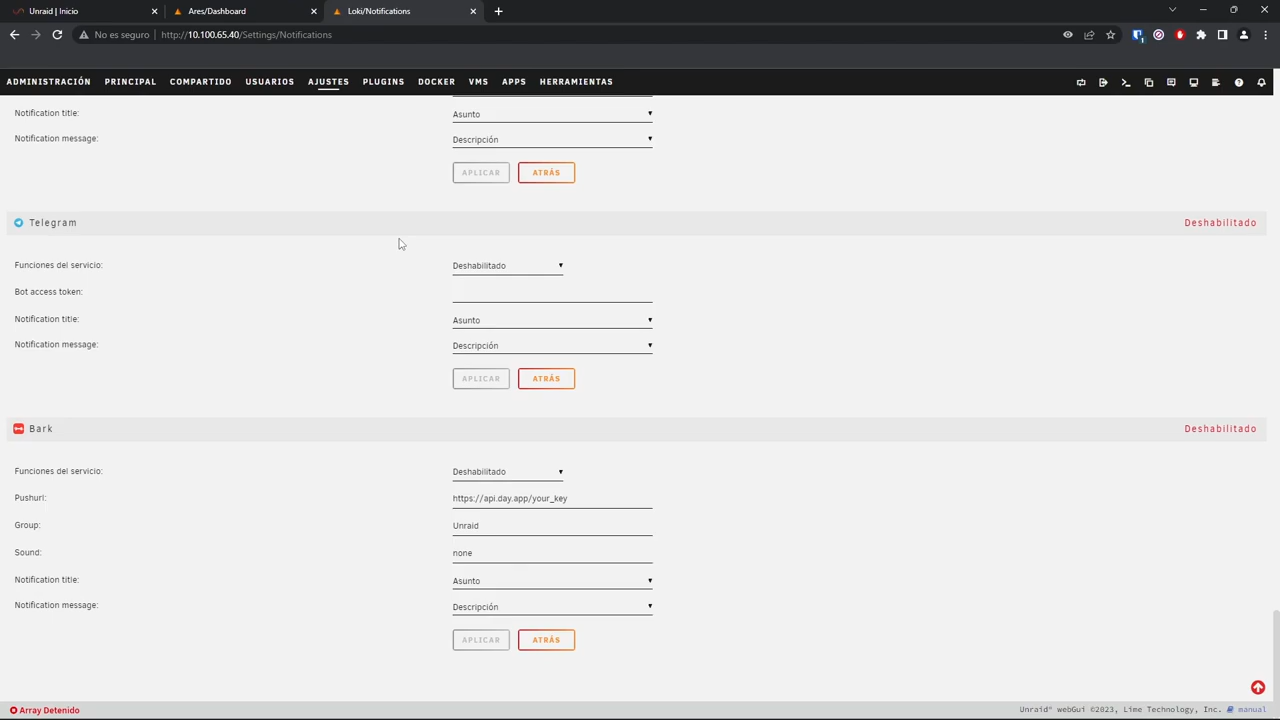 Unraid | Inicio
Ares/Dashboard
Loki/Notifications
No es seguro
http://10.100.65.40/Settings/Notifications
ADMINISTRACIÓN PRINCIPAL COMPARTIDO USUARIOS AJUSTES PLUGINS DOCKER VMS APPS HERRAMIENTAS
Notification title: Asunto
Notification message: Descripción
APLICAR ATRÁS
Telegram Deshabilitado
Funciones del servicio: Deshabilitado
Bot access token:
Notification title: Asunto
Notification message: Descripción
APLICAR ATRÁS
Bark Deshabilitado
Funciones del servicio: Deshabilitado
Pushurl: https://api.day.app/your_key
Group: Unraid
Sound: none
Notification title: Asunto
Notification message: Descripción
APLICAR ATRÁS
Array Detenido
Unraid® webGui ©2023, Lime Technology, Inc. manual